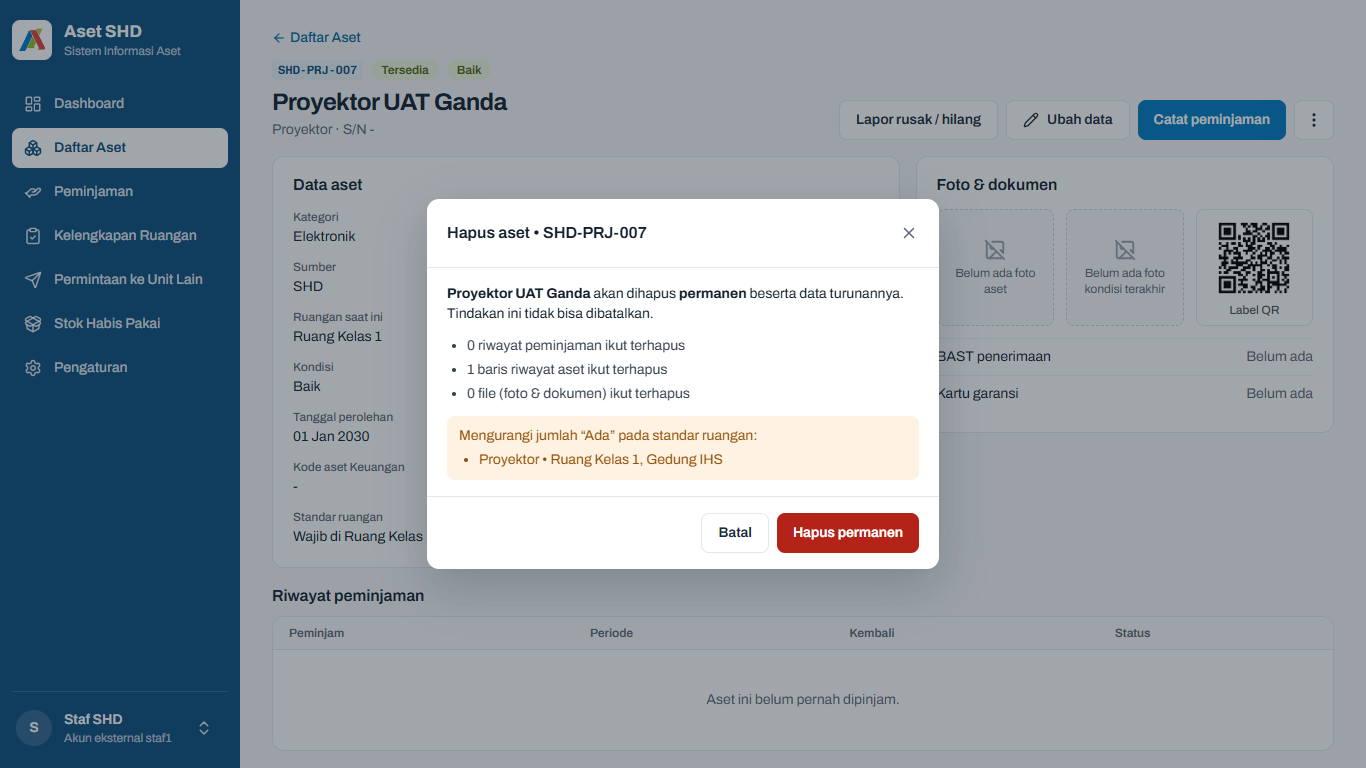 Aset SHD
Sistem Informasi Aset
Dashboard
Daftar Aset
Peminjaman
Kelengkapan Ruangan
Permintaan ke Unit Lain
Stok Habis Pakai
Pengaturan
S
Staf SHD
Akun eksternal staf1
← Daftar Aset
SHD-PRJ-007 Tersedia Baik
Proyektor UAT Ganda
Proyektor · S/N -
Lapor rusak / hilang
Ubah data
Catat peminjaman
Data aset
Kategori
Elektronik
Sumber
SHD
Ruangan saat ini
Ruang Kelas 1
Kondisi
Baik
Tanggal perolehan
01 Jan 2030
Kode aset Keuangan
-
Standar ruangan
Wajib di Ruang Kelas
Foto & dokumen
Belum ada foto
aset
Belum ada foto
kondisi terakhir
Label QR
BAST penerimaan Belum ada
Kartu garansi Belum ada
Hapus aset • SHD-PRJ-007
Proyektor UAT Ganda akan dihapus permanen beserta data turunannya.
Tindakan ini tidak bisa dibatalkan.
• 0 riwayat peminjaman ikut terhapus
• 1 baris riwayat aset ikut terhapus
• 0 file (foto & dokumen) ikut terhapus
Mengurangi jumlah “Ada” pada standar ruangan:
• Proyektor • Ruang Kelas 1, Gedung IHS
Batal
Hapus permanen
Riwayat peminjaman
Peminjam Periode Kembali Status
Aset ini belum pernah dipinjam.